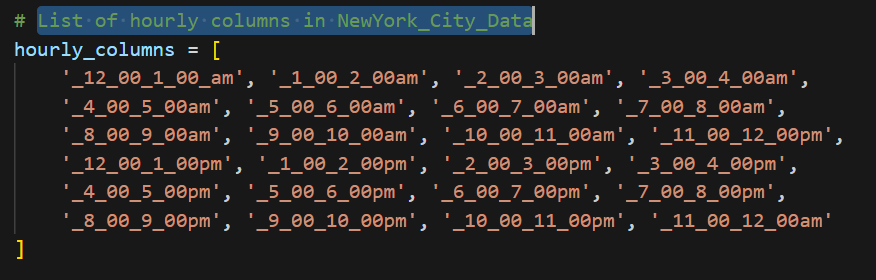 # List of hourly columns in NewYork_City_Data
hourly_columns = [
    '_12_00_1_00_am', '_1_00_2_00am', '_2_00_3_00am', '_3_00_4_00am',
    '_4_00_5_00am', '_5_00_6_00am', '_6_00_7_00am', '_7_00_8_00am',
    '_8_00_9_00am', '_9_00_10_00am', '_10_00_11_00am', '_11_00_12_00pm',
    '_12_00_1_00pm', '_1_00_2_00pm', '_2_00_3_00pm', '_3_00_4_00pm',
    '_4_00_5_00pm', '_5_00_6_00pm', '_6_00_7_00pm', '_7_00_8_00pm',
    '_8_00_9_00pm', '_9_00_10_00pm', '_10_00_11_00pm', '_11_00_12_00am'
]